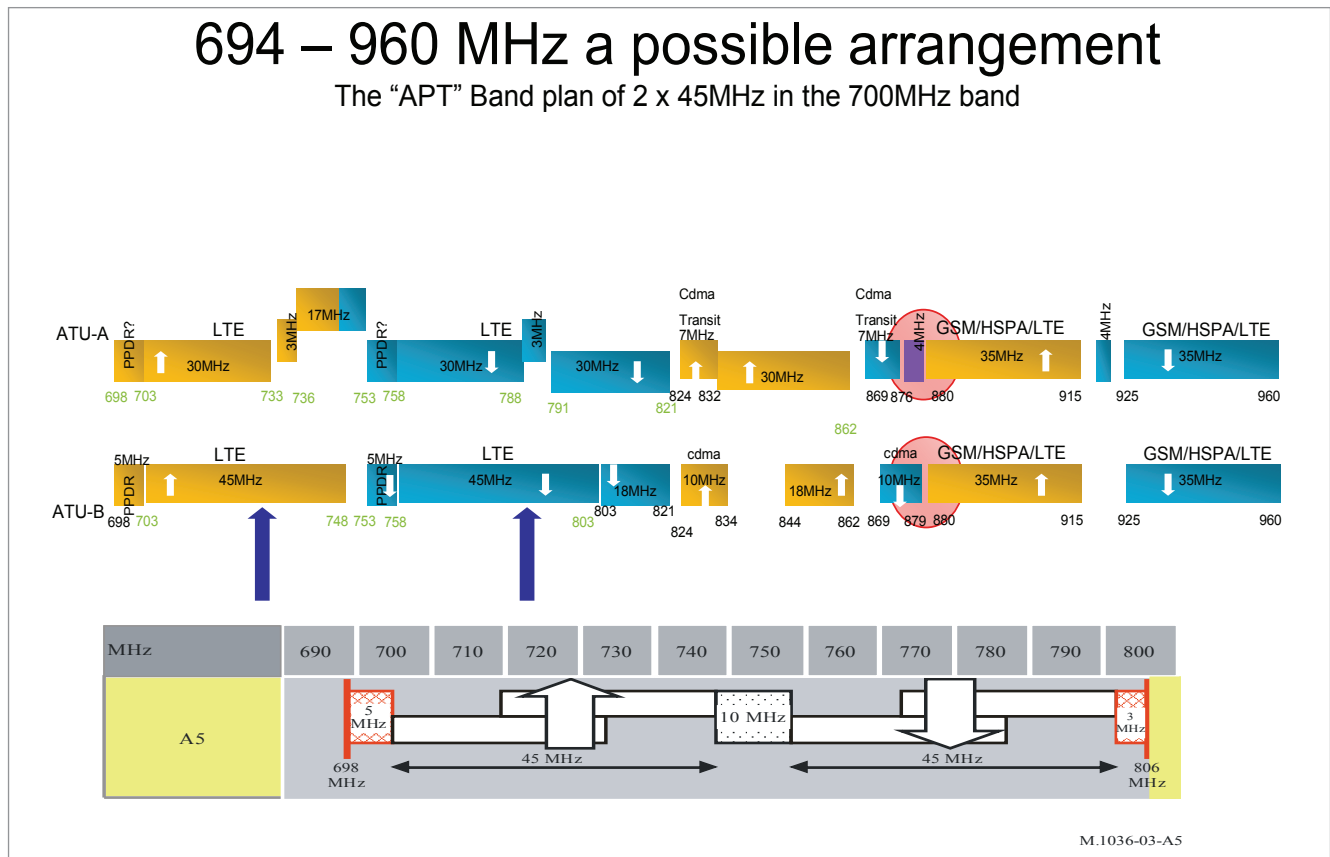 694 – 960 MHz a possible arrangement
The “APT” Band plan of 2 x 45MHz in the 700MHz band
ATU-A
PPDR?
LTE
30MHz
3MHz
17MHz
PPDR?
LTE
30MHz
3MHz
30MHz
Cdma
Transit
7MHz
30MHz
Cdma
Transit
7MHz
4MHz
GSM/HSPA/LTE
35MHz
4MHz
GSM/HSPA/LTE
35MHz
698 703 733 736 753 758 788 791 821 824 832 862 869 876 880 915 925 960
ATU-B
5MHz
PPDR
LTE
45MHz
5MHz
PPDR
LTE
45MHz
18MHz
cdma
10MHz
18MHz
cdma
10MHz
GSM/HSPA/LTE
35MHz
GSM/HSPA/LTE
35MHz
698 703 748 753 758 803 803 821 824 834 844 862 869 879 880 915 925 960
MHz 690 700 710 720 730 740 750 760 770 780 790 800
A5
5
MHz
10 MHz
3
MHz
45 MHz
45 MHz
698
MHz
806
MHz
M.1036-03-A5